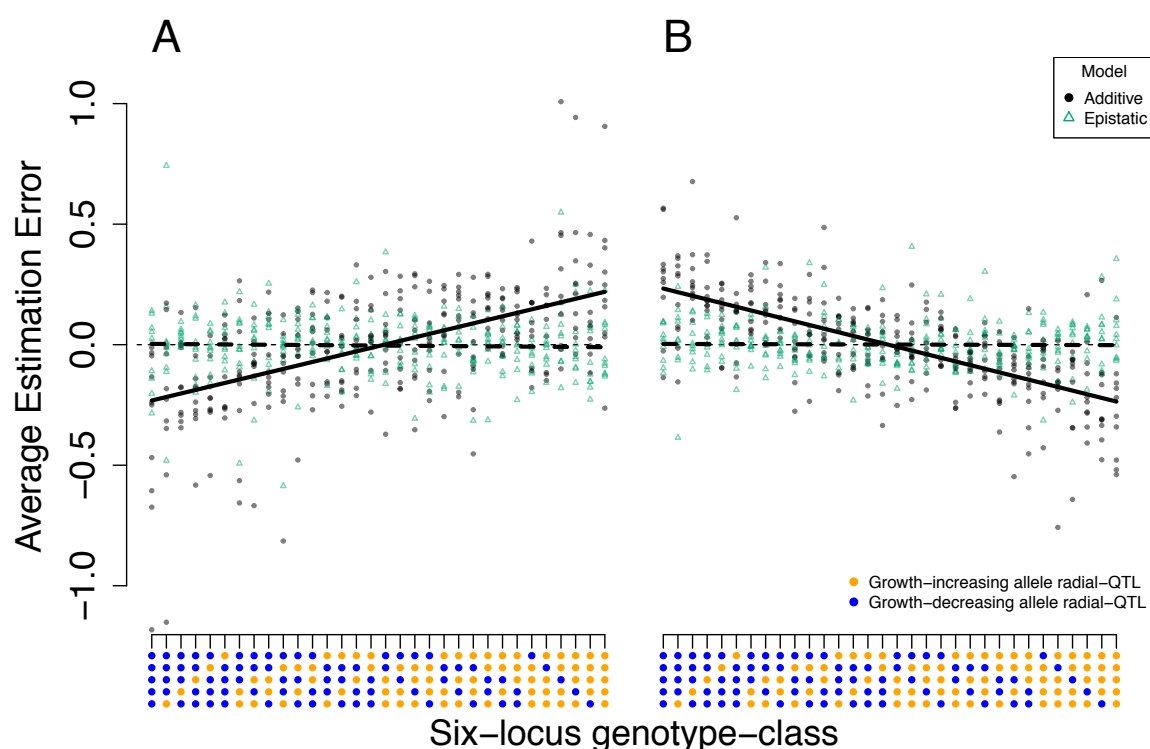 A
B
Model
Additive
Epistatic
Average Estimation Error
1.0
0.5
0.0
−0.5
−1.0
Growth−increasing allele radial−QTL
Growth−decreasing allele radial−QTL
Six−locus genotype−class